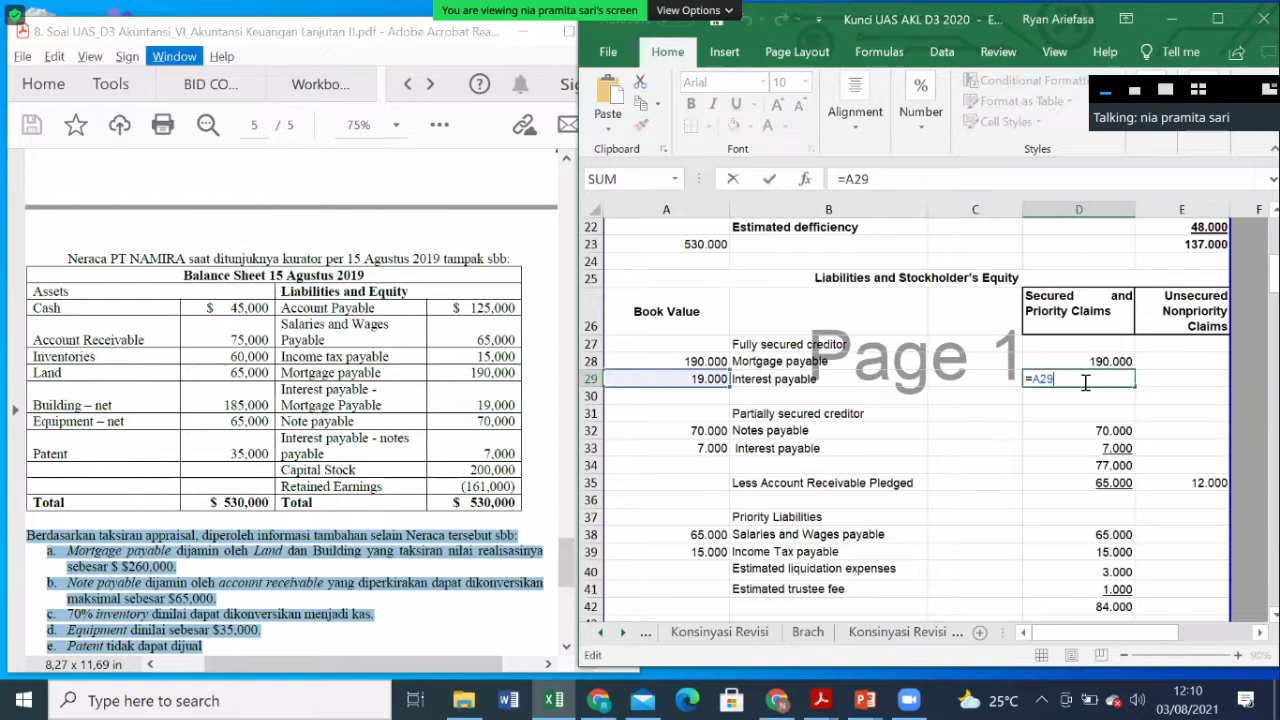 You are viewing nia pramita sari's screen
View Options
8. Soal UAS_D3 Akuntansi_VI_Akuntansi Keuangan Lanjutan II.pdf - Adobe Acrobat Rea...
File Edit View Sign Window Help
Home Tools BID CO... Workbo...
5 / 5 75%
Neraca PT NAMIRA saat ditunjuknya kurator per 15 Agustus 2019 tampak sbb:
Balance Sheet 15 Agustus 2019
Assets Liabilities and Equity
Cash $ 45,000 Account Payable $ 125,000
Account Receivable 75,000 Salaries and Wages Payable 65,000
Inventories 60,000 Income tax payable 15,000
Land 65,000 Mortgage payable 190,000
Building – net 185,000 Interest payable - Mortgage Payable 19,000
Equipment – net 65,000 Note payable 70,000
Patent 35,000 Interest payable - notes payable 7,000
Capital Stock 200,000
Retained Earnings (161,000)
Total $ 530,000 Total $ 530,000
Berdasarkan taksiran appraisal, diperoleh informasi tambahan selain Neraca tersebut sbb:
a. Mortgage payable dijamin oleh Land dan Building yang taksiran nilai realisasinya
sebesar $ $260,000.
b. Note payable dijamin oleh account receivable yang diperkirakan dapat dikonversikan
maksimal sebesar $65,000.
c. 70% inventory dinilai dapat dikonversikan menjadi kas.
d. Equipment dinilai sebesar $35,000.
e. Patent tidak dapat dijual
8,27 x 11,69 in
Kunci UAS AKL D3 2020 - E... Ryan Ariefasa
File Home Insert Page Layout Formulas Data Review View Help Tell me
Paste
Arial 10
B I U
Alignment
%
Number
Conditional Formatt
Format as Table
Cell Styles
Clipboard Font Styles
Talking: nia pramita sari
SUM =A29
A B C D E F
22 Estimated defficiency 48.000
23 530.000 137.000
24
25 Liabilities and Stockholder's Equity
26 Book Value Secured and Priority Claims Unsecured Nonpriority Claims
27 Fully secured creditor
28 190.000 Mortgage payable 190.000
29 19.000 Interest payable =A29
30
31 Partially secured creditor
32 70.000 Notes payable 70.000
33 7.000 Interest payable 7.000
34 77.000
35 Less Account Receivable Pledged 65.000 12.000
36
37 Priority Liabilities
38 65.000 Salaries and Wages payable 65.000
39 15.000 Income Tax payable 15.000
40 Estimated liquidation expenses 3.000
41 Estimated trustee fee 1.000
42 84.000
Page 1
... Konsinyasi Revisi Brach Konsinyasi Revisi ...
Edit 90%
Type here to search
25°C
12:10
03/08/2021